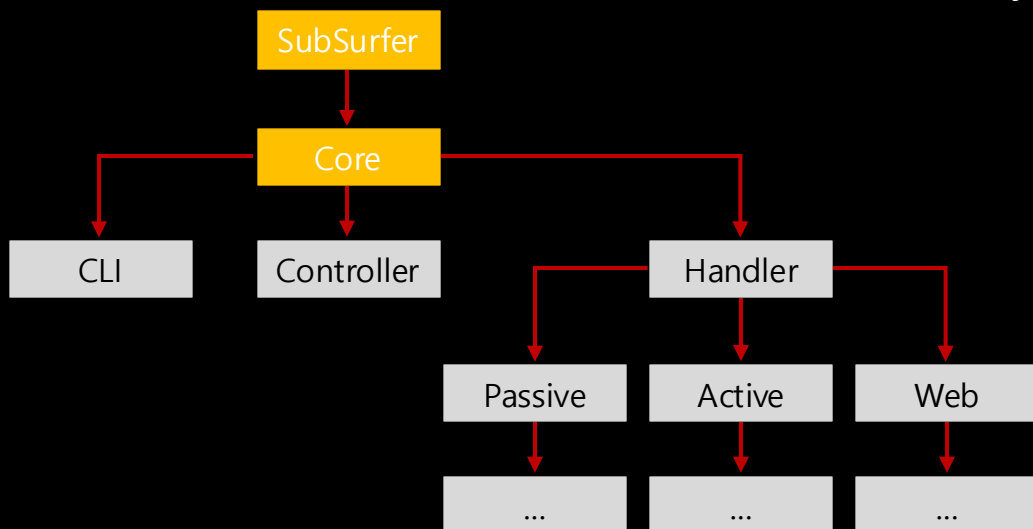 SubSurfer
Core
CLI
Controller
Handler
Passive
Active
Web
...
...
...